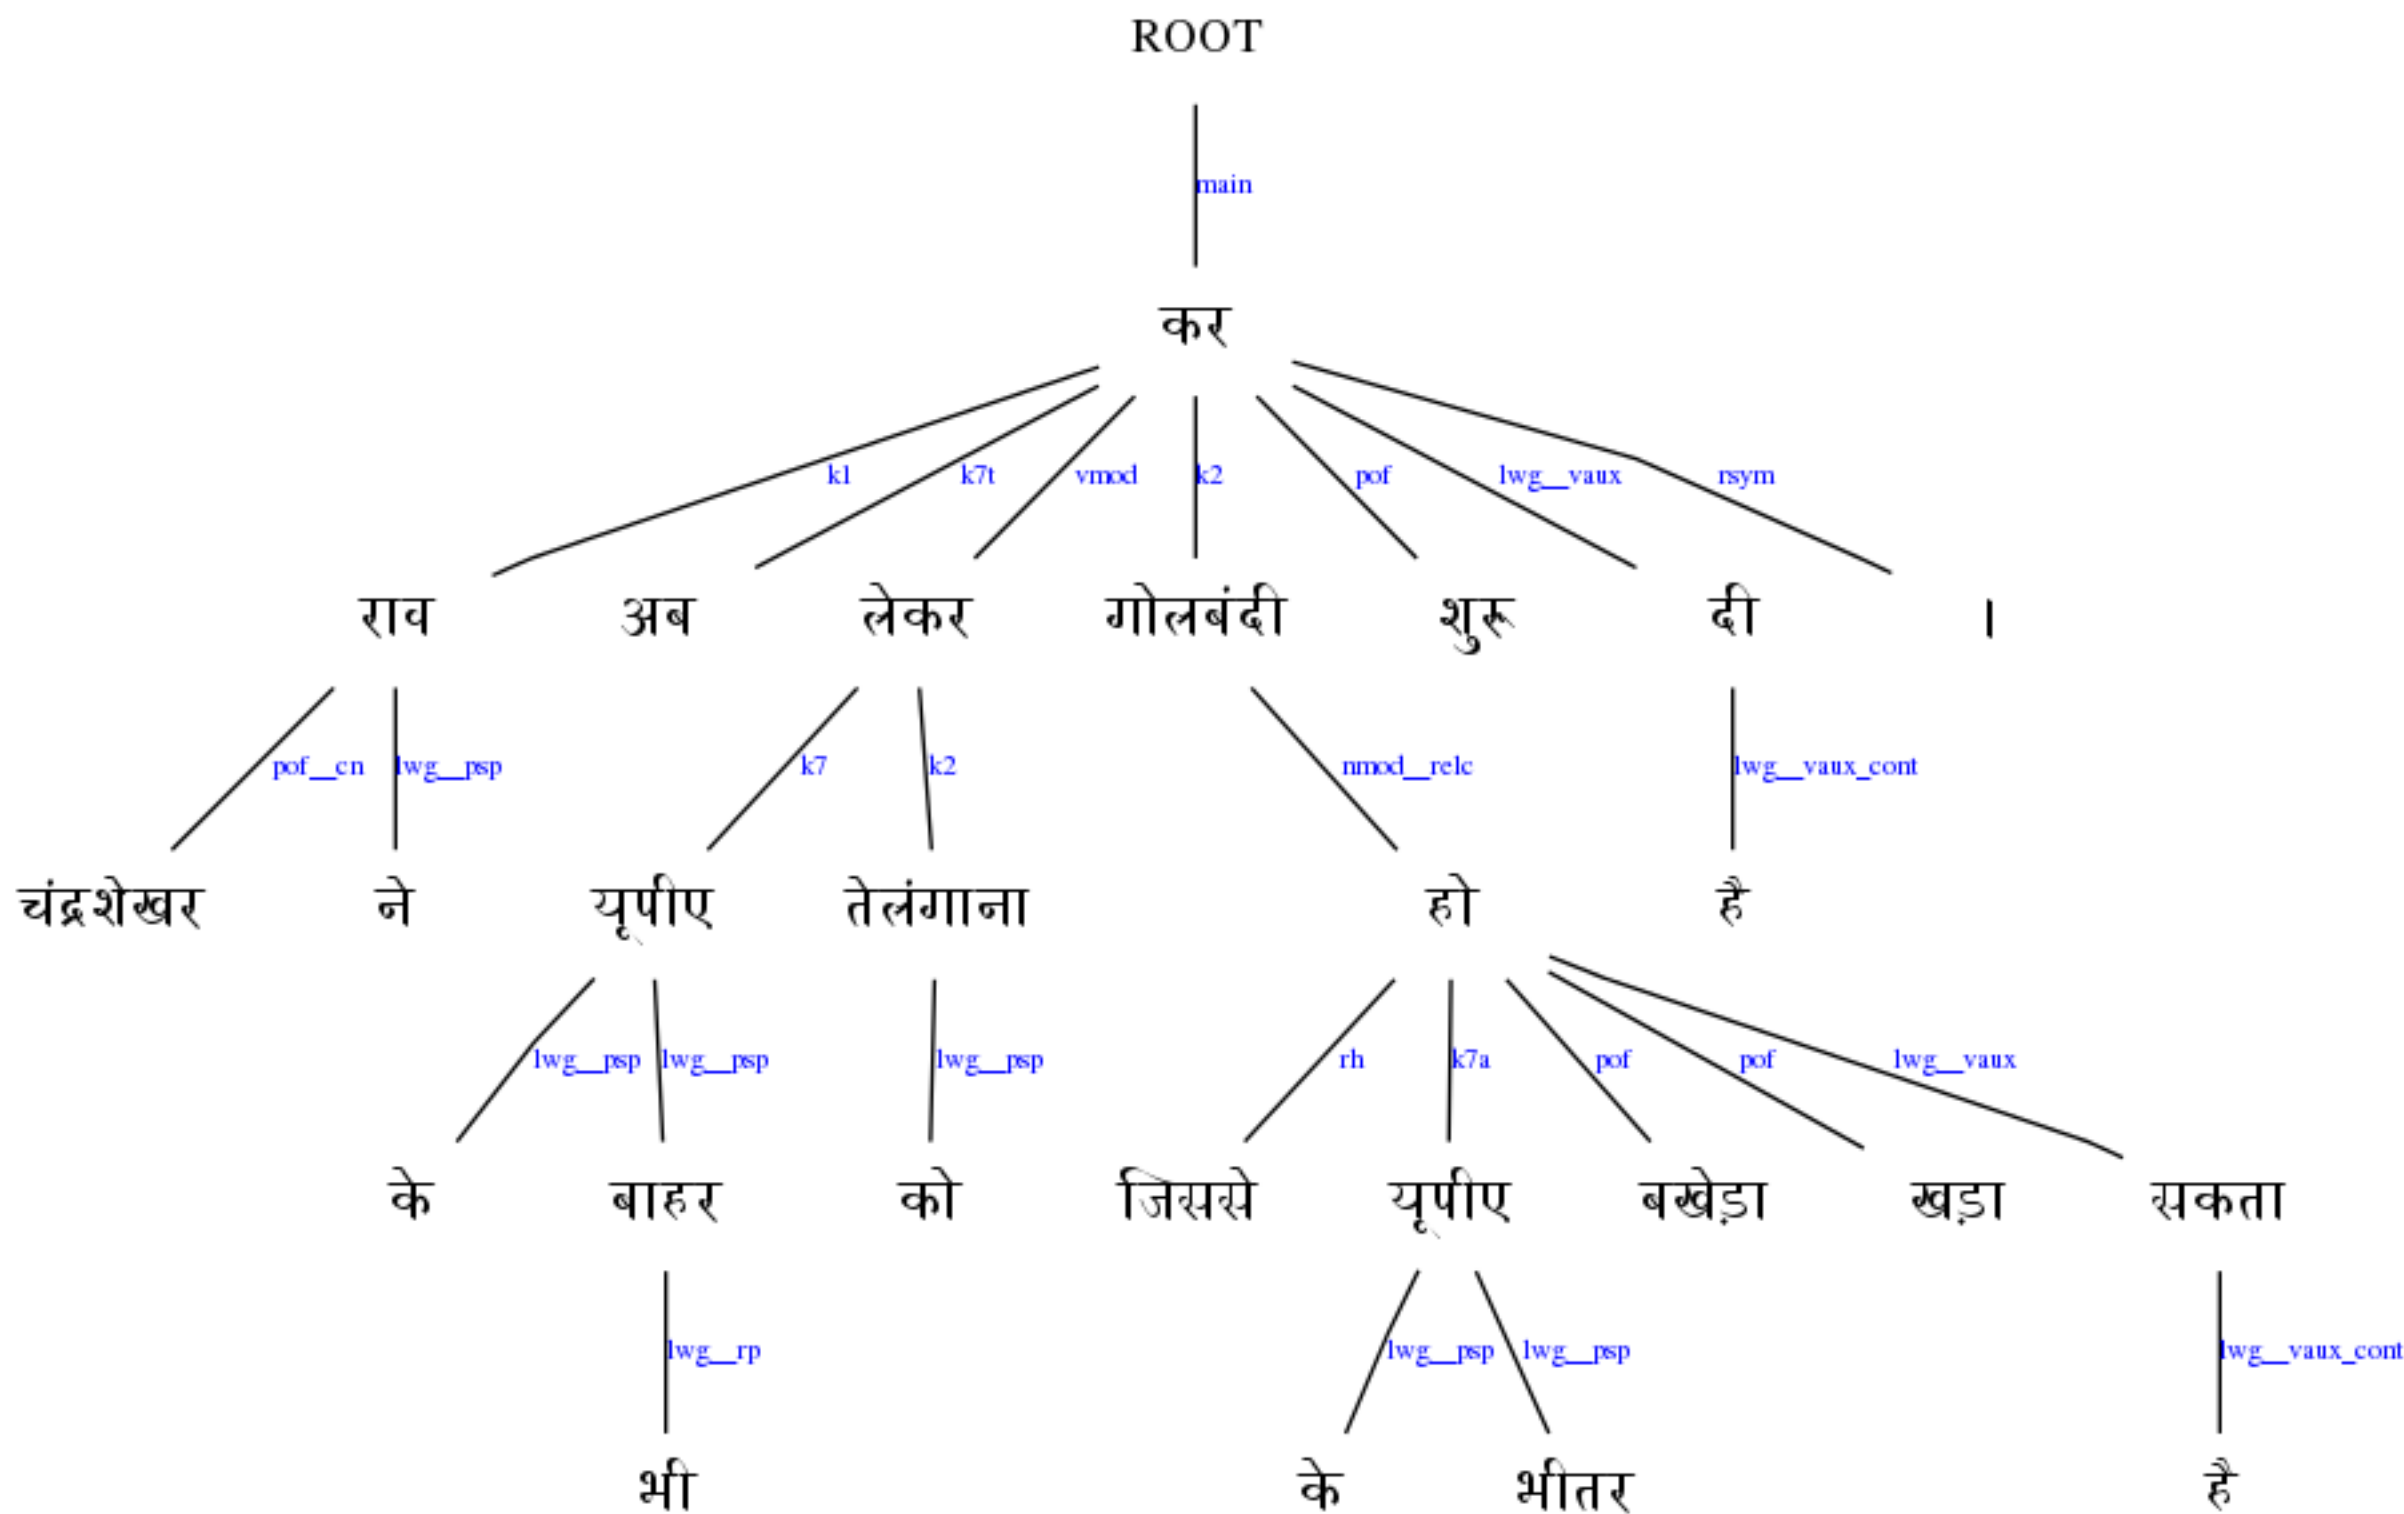 ROOT
main
कर
k1 k7t vmod k2 pof lwg__vaux rsym
राव अब लेकर गोलबंदी शुरू दी ।
pof__cn lwg__psp k7 k2 nmod__relc lwg__vaux_cont
चंद्रशेखर ने यूपीए तेलंगाना हो है
lwg__psp lwg__psp lwg__psp rh k7a pof pof lwg__vaux
के बाहर को जिससे यूपीए बखेड़ा खड़ा सकता
lwg__rp lwg__psp lwg__psp lwg__vaux_cont
भी के भीतर है